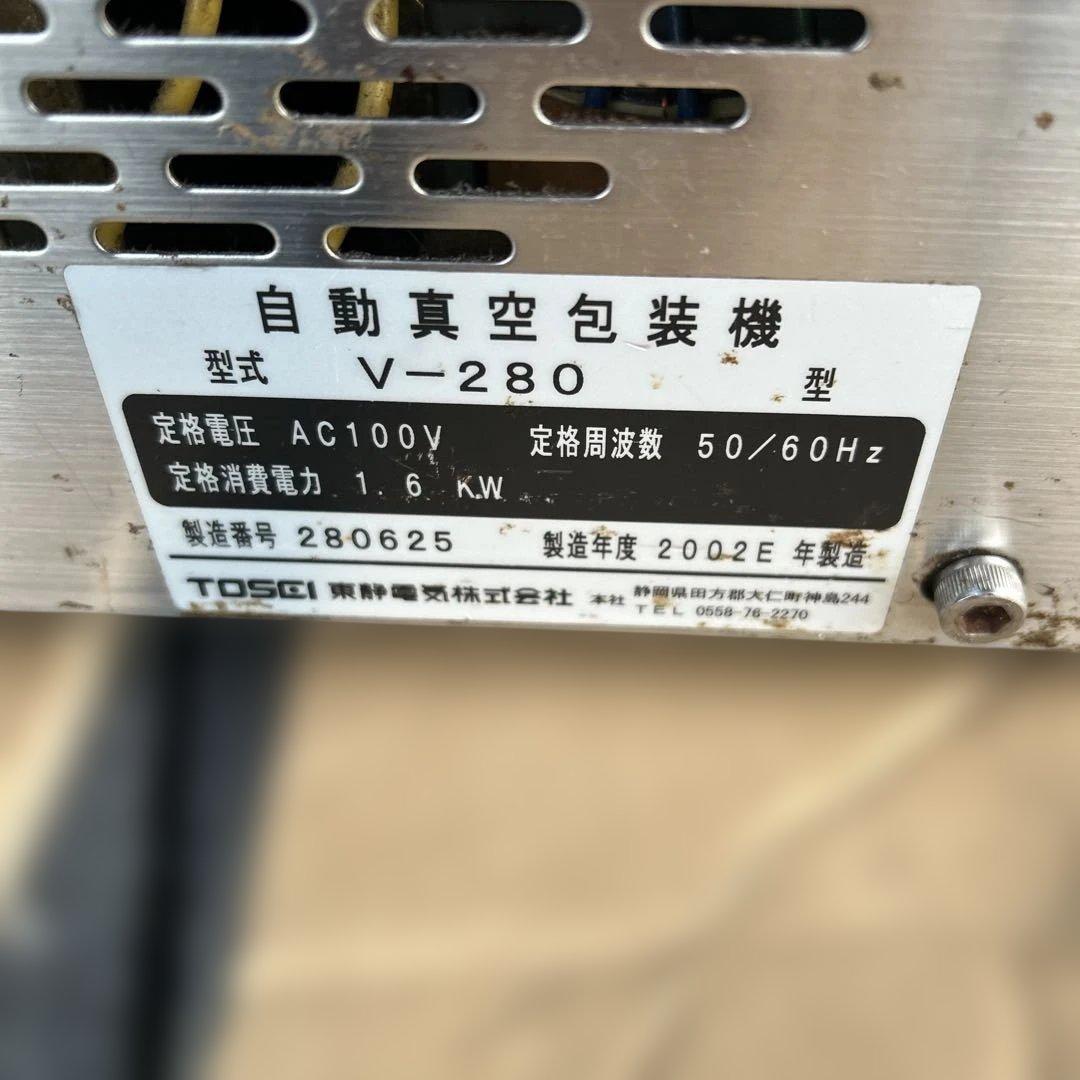 自動真空包装機
型式 V-280 型
定格電圧 AC100V 定格周波数 50/60Hz
定格消費電力 1.6 K.W
製造番号 280625 製造年度 2002E 年製造
TOSEI 東静電気株式会社 本社 静岡県田方郡大仁町神島244
TEL 0558-76-2270